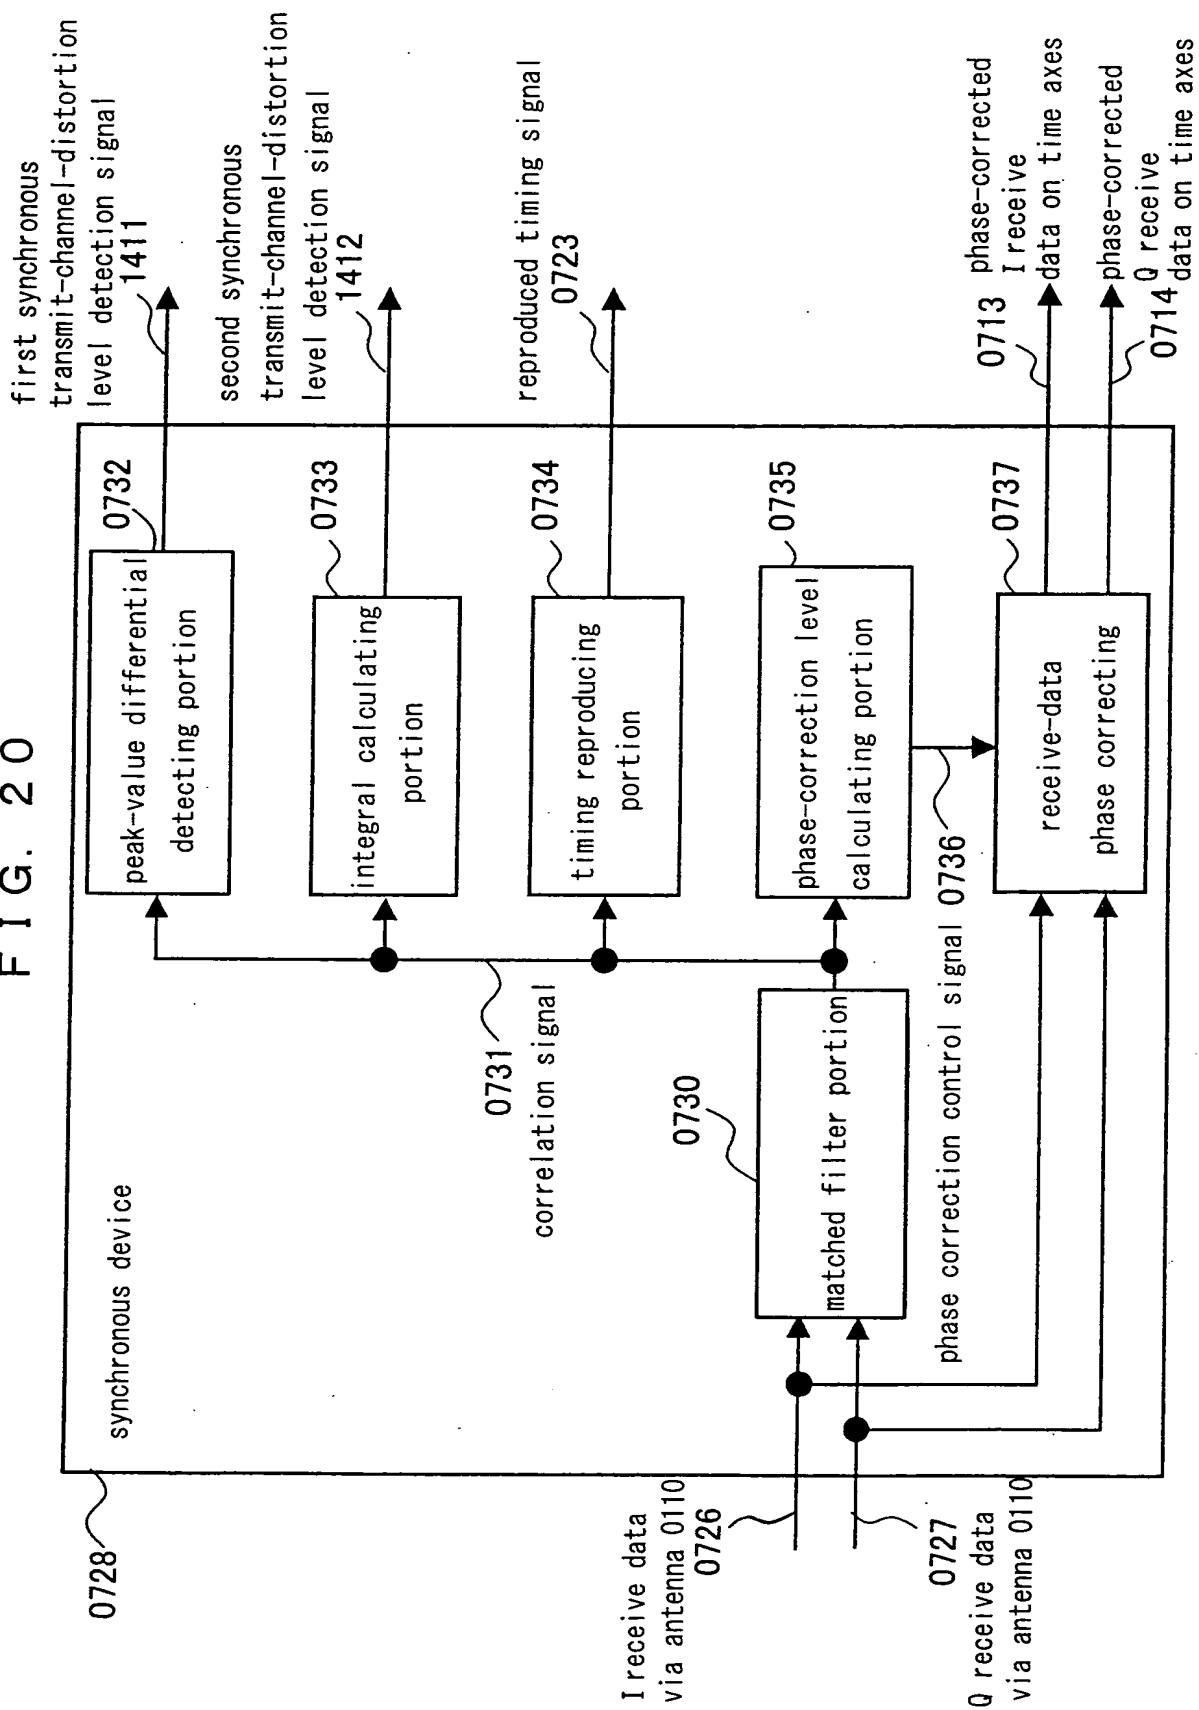 FIG. 20
0728
synchronous device
first synchronous
transmit-channel-distortion
level detection signal
1411
0732
peak-value differential
detecting portion
second synchronous
transmit-channel-distortion
level detection signal
1412
0733
integral calculating
portion
reproduced timing signal
0723
0734
timing reproducing
portion
0731
correlation signal
0730
matched filter portion
0735
phase-correction level
calculating portion
phase correction control signal 0736
0737
receive-data
phase correcting
I receive data
via antenna 0110
0726
0727
Q receive data
via antenna 0110
0713
phase-corrected
I receive
data on time axes
phase-corrected
Q receive
data on time axes
0714